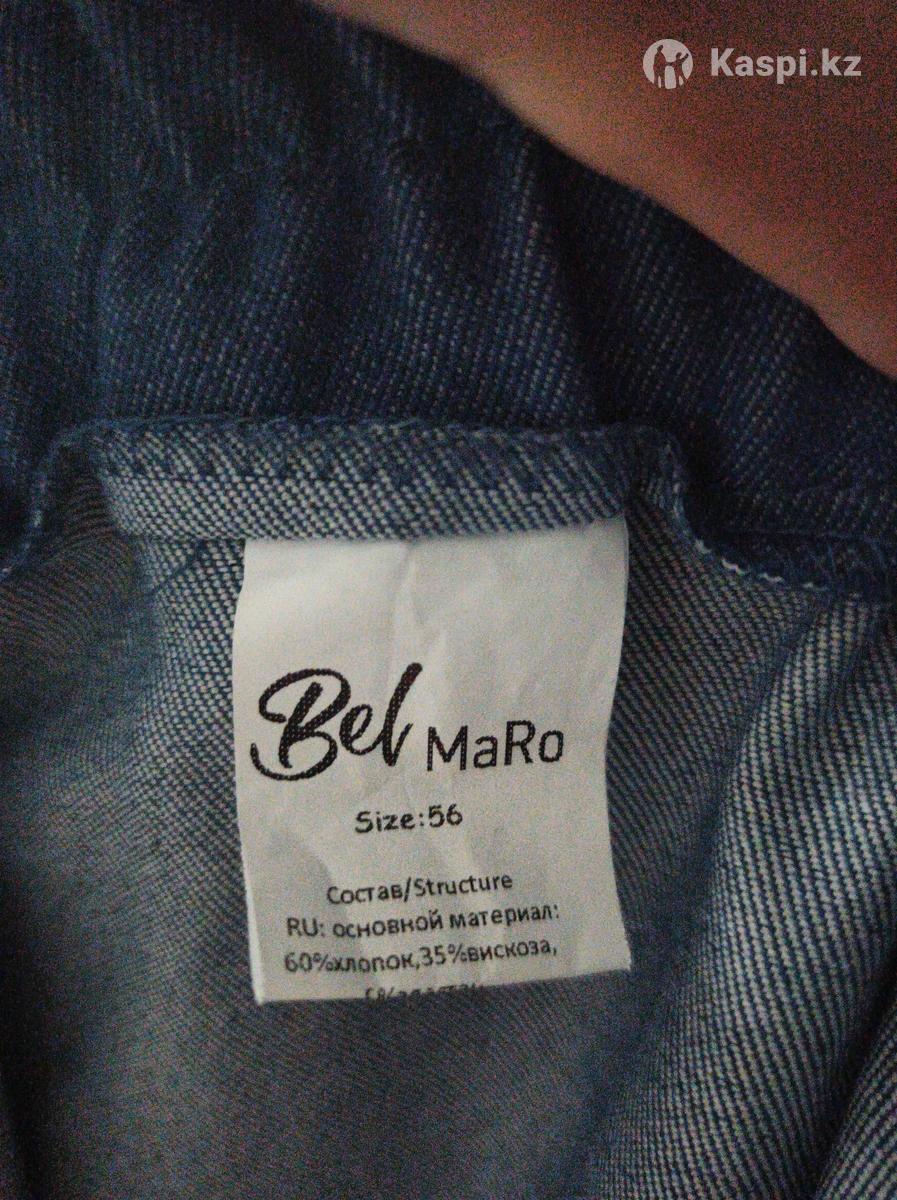 Kaspi.kz
Bel MaRo
Size:56
Состав/Structure
RU: основной материал:
60%хлопок,35%вискоза,